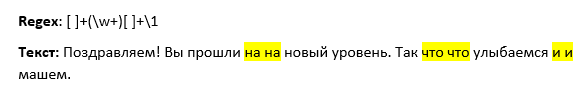 Regex: [ ]+(\w+)[ ]+\1
Текст: Поздравляем! Вы прошли на на новый уровень. Так что что улыбаемся и и
машем.